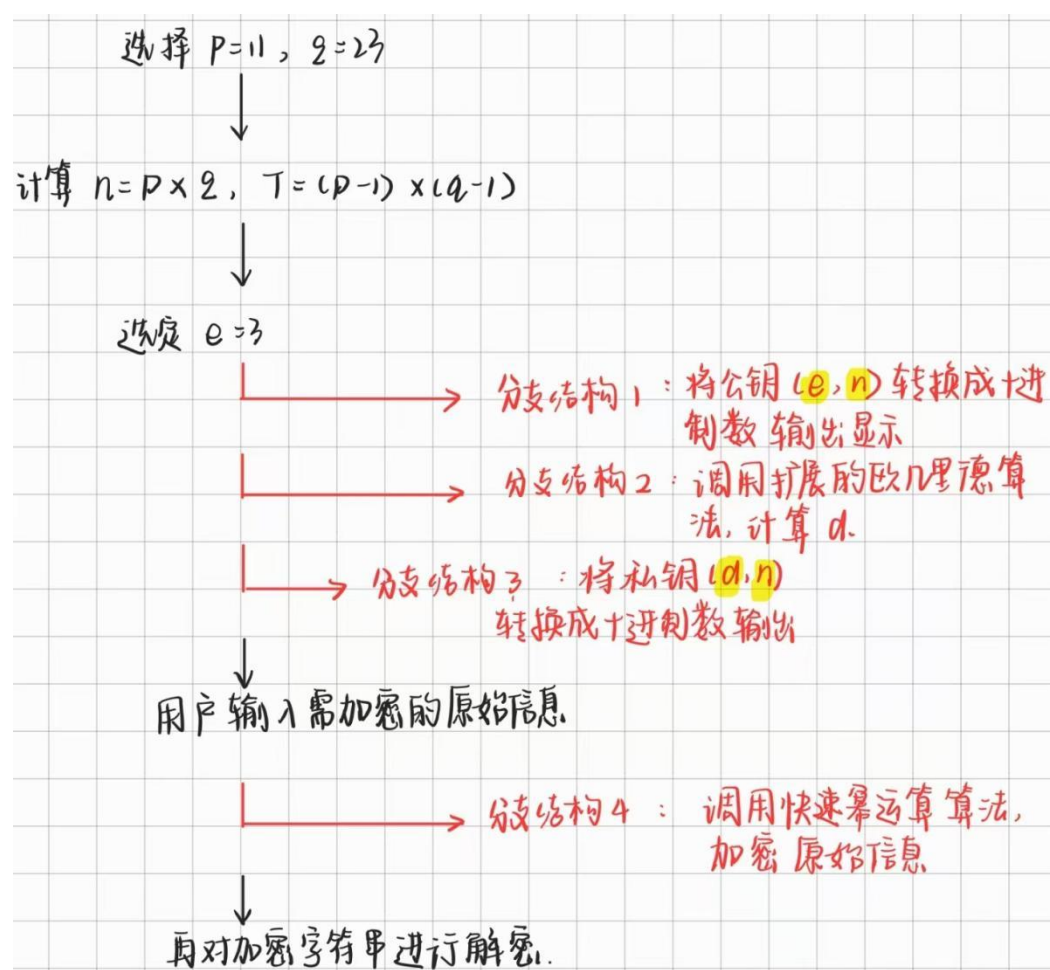 选择 p=11，q=23
计算 n=p×q，T=(p-1)×(q-1)
选定 e=3
分支结构1：将公钥(e,n)转换成十进
制数输出显示
分支结构2：调用扩展的欧几里德算
法，计算 d.
分支结构3：将私钥(d,n)
转换成十进制数输出
用户输入需加密的原始信息
分支结构4：调用快速幂运算算法，
加密原始信息
再对加密字符串进行解密.